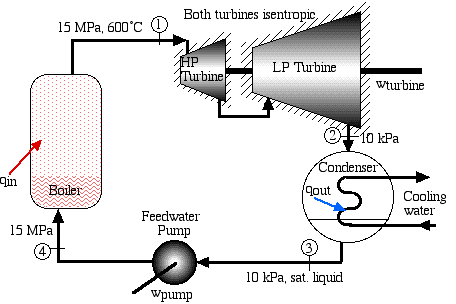 Both turbines isentropic
15 MPa, 600°C
1
HP
Turbine
LP Turbine
wturbine
2
10 kPa
Condenser
qout
Cooling
water
qin
Boiler
15 MPa
4
Feedwater
Pump
wpump
3
10 kPa, sat. liquid